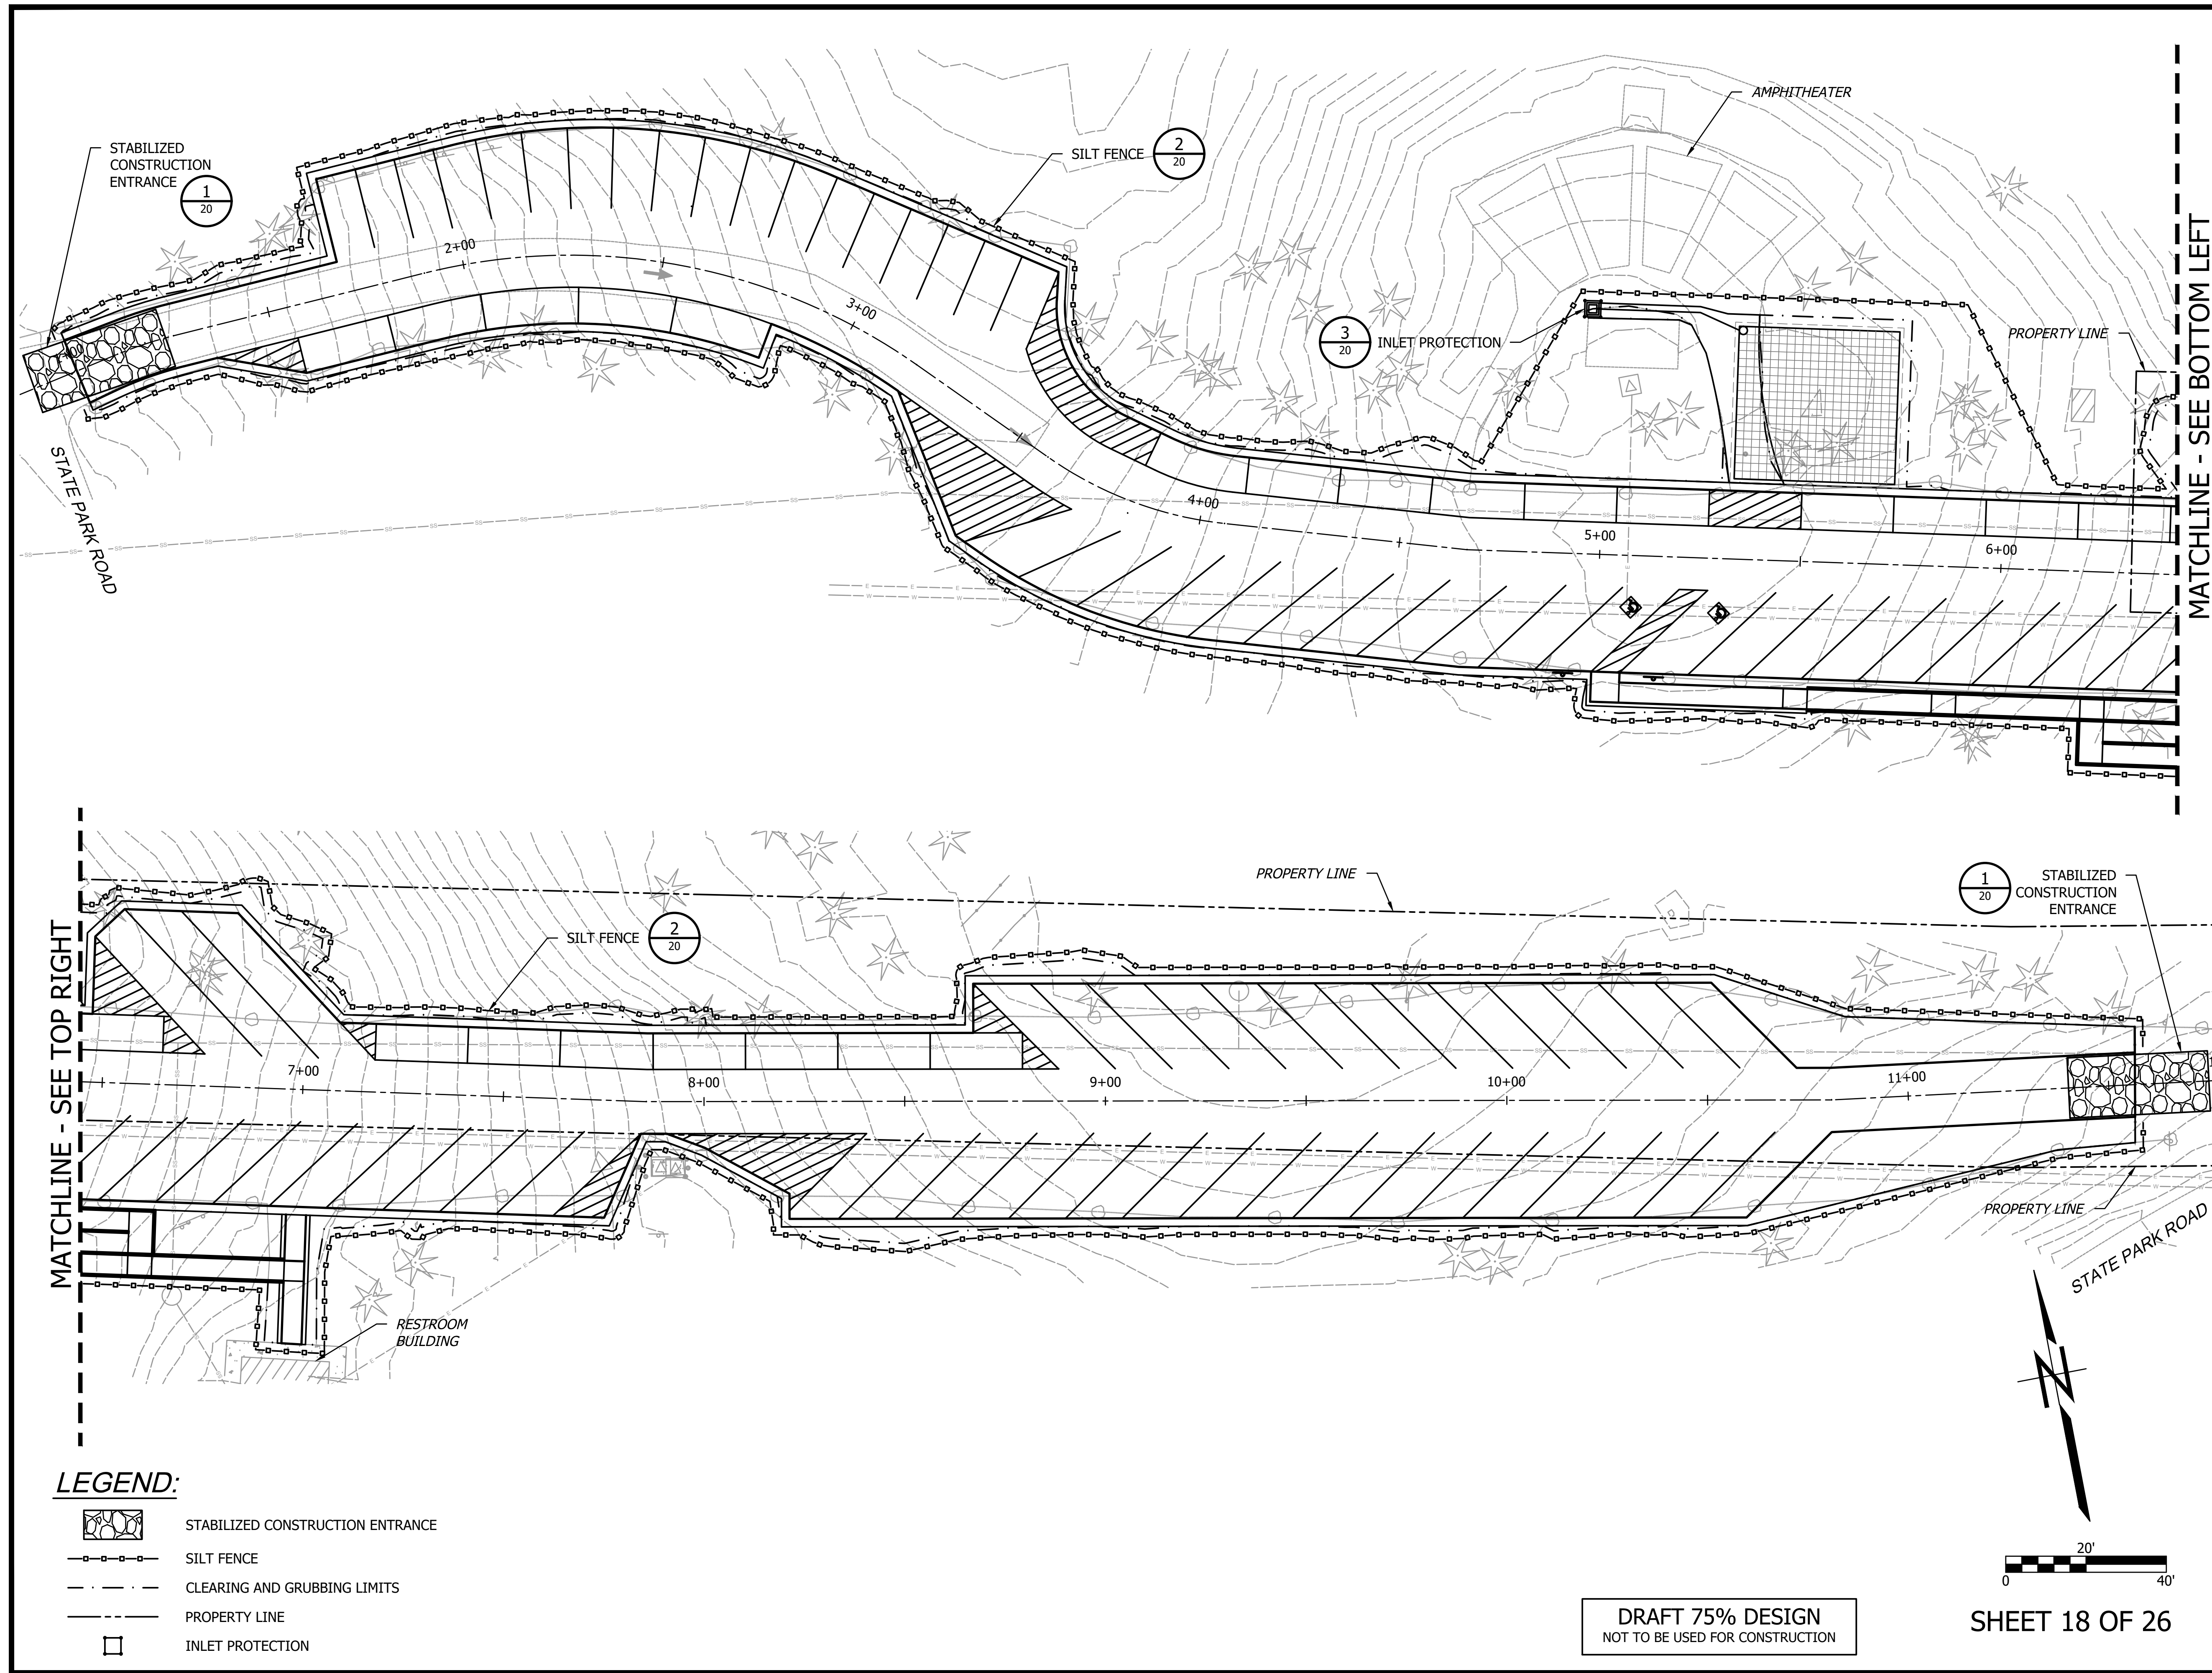 AMPHITHEATER
STABILIZED
CONSTRUCTION
ENTRANCE
1
20
SILT FENCE
2
20
2+00
3+00
3
20
INLET PROTECTION
PROPERTY LINE
STATE PARK ROAD
4+00
5+00
6+00
MATCHLINE - SEE BOTTOM LEFT
MATCHLINE - SEE TOP RIGHT
PROPERTY LINE
1
20
STABILIZED
CONSTRUCTION
ENTRANCE
SILT FENCE
2
20
7+00
8+00
9+00
10+00
11+00
PROPERTY LINE
STATE PARK ROAD
RESTROOM
BUILDING
N
LEGEND:
STABILIZED CONSTRUCTION ENTRANCE
SILT FENCE
CLEARING AND GRUBBING LIMITS
PROPERTY LINE
INLET PROTECTION
20'
0
40'
DRAFT 75% DESIGN
NOT TO BE USED FOR CONSTRUCTION
SHEET 18 OF 26